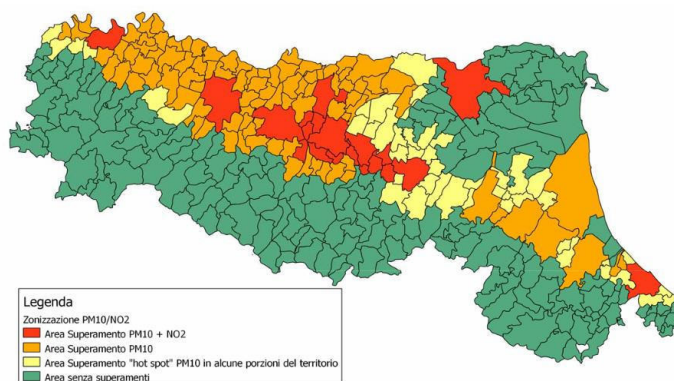 Legenda
Zonizzazione PM10/NO2
Area Superamento PM10 + NO2
Area Superamento PM10
Area Superamento "hot spot" PM10 in alcune porzioni del territorio
Area senza superamenti